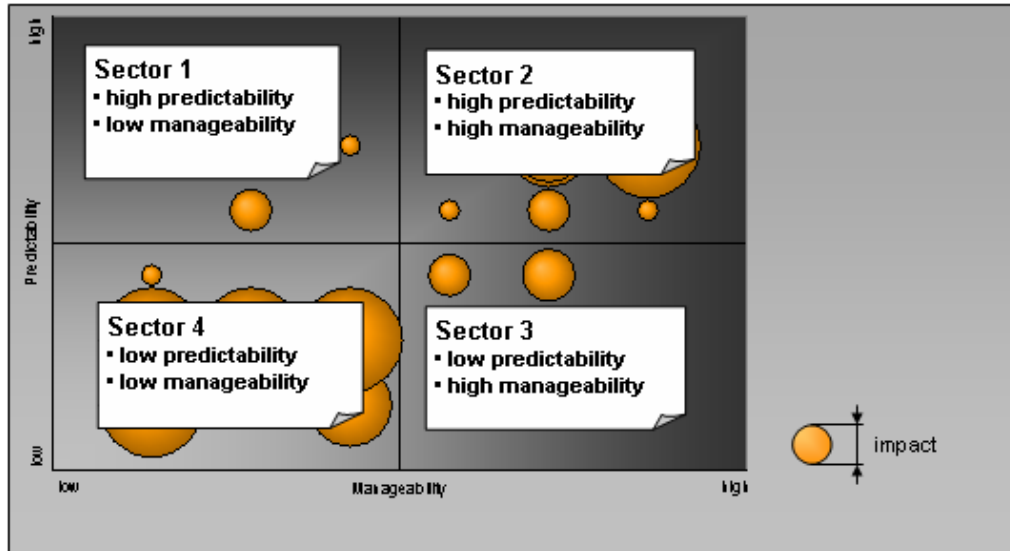 high
Sector 1
▪ high predictability
▪ low manageability
Sector 2
▪ high predictability
▪ high manageability
Predictability
Sector 4
▪ low predictability
▪ low manageability
Sector 3
▪ low predictability
▪ high manageability
impact
low
low
Manageability
high